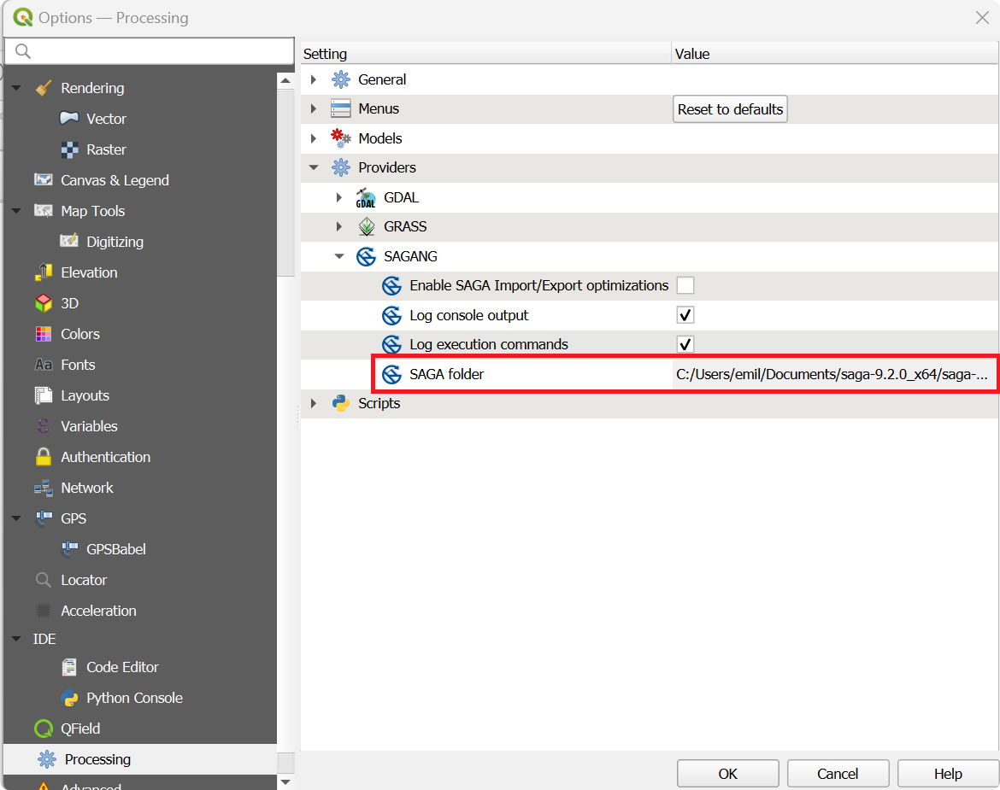 Options — Processing
Setting
Value
Rendering
Vector
Raster
Canvas & Legend
Map Tools
Digitizing
Elevation
3D
Colors
Aa Fonts
Layouts
ε Variables
Authentication
Network
GPS
GPSBabel
Locator
Acceleration
IDE
Code Editor
Python Console
QField
Processing
Advanced
General
Menus
Reset to defaults
Models
Providers
GDAL GDAL
GRASS
SAGANG
Enable SAGA Import/Export optimizations
Log console output
Log execution commands
SAGA folder
C:/Users/emil/Documents/saga-9.2.0_x64/saga-...
Scripts
OK
Cancel
Help